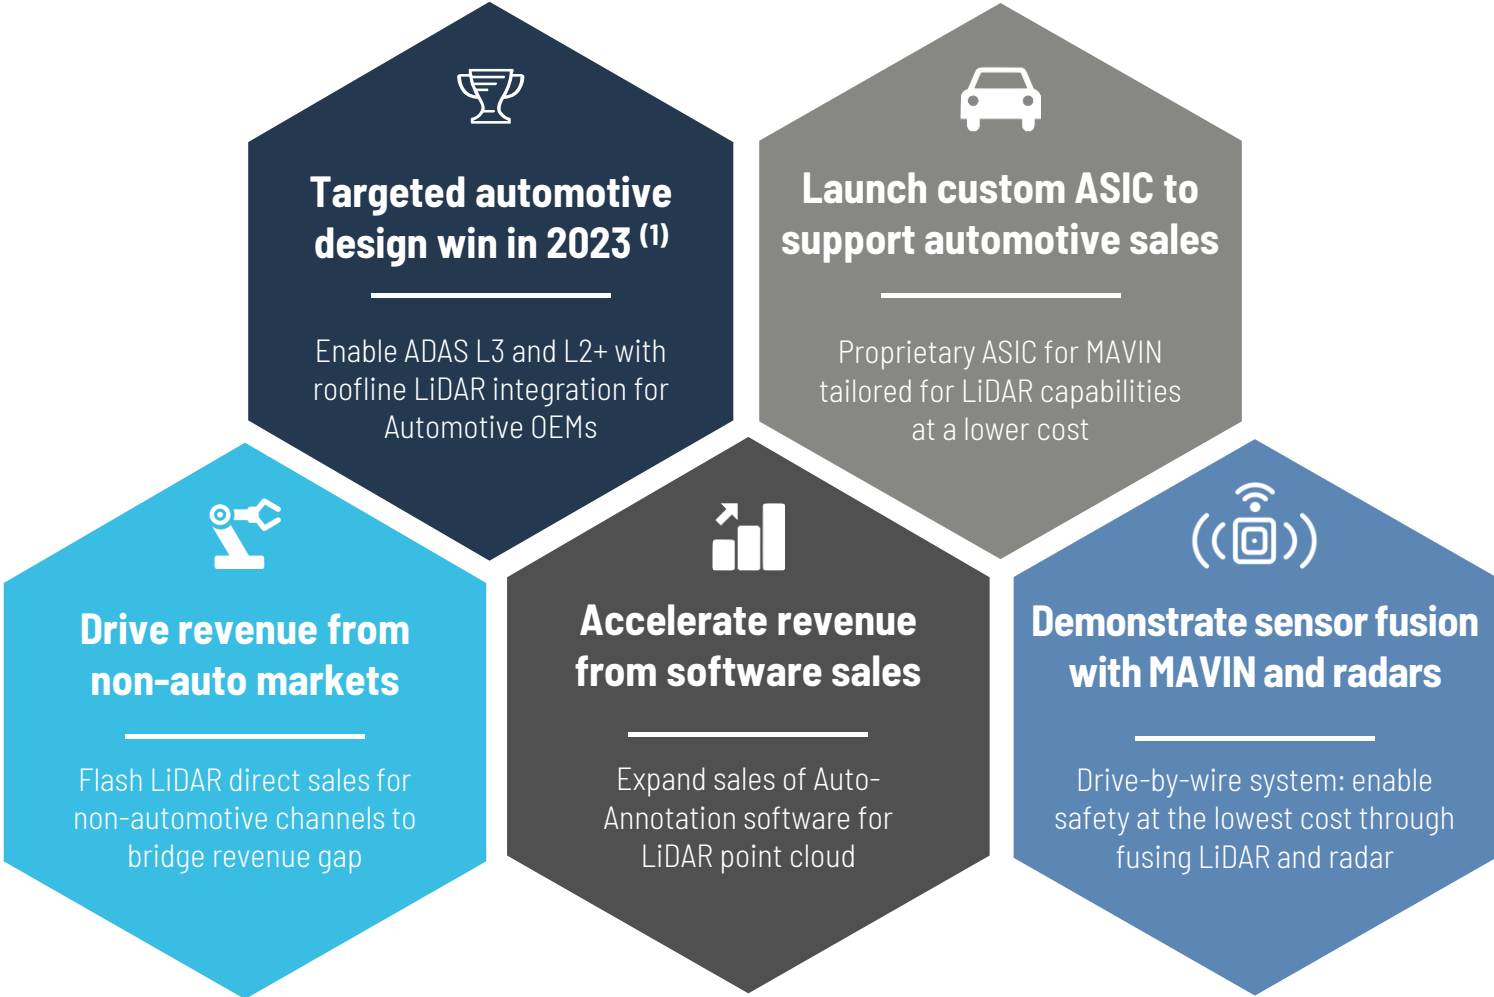 Targeted automotive
design win in 2023 (1)
Enable ADAS L3 and L2+ with
roofline LiDAR integration for
Automotive OEMs
Launch custom ASIC to
support automotive sales
Proprietary ASIC for MAVIN
tailored for LiDAR capabilities
at a lower cost
Drive revenue from
non-auto markets
Flash LiDAR direct sales for
non-automotive channels to
bridge revenue gap
Accelerate revenue
from software sales
Expand sales of Auto-
Annotation software for
LiDAR point cloud
Demonstrate sensor fusion
with MAVIN and radars
Drive-by-wire system: enable
safety at the lowest cost through
fusing LiDAR and radar